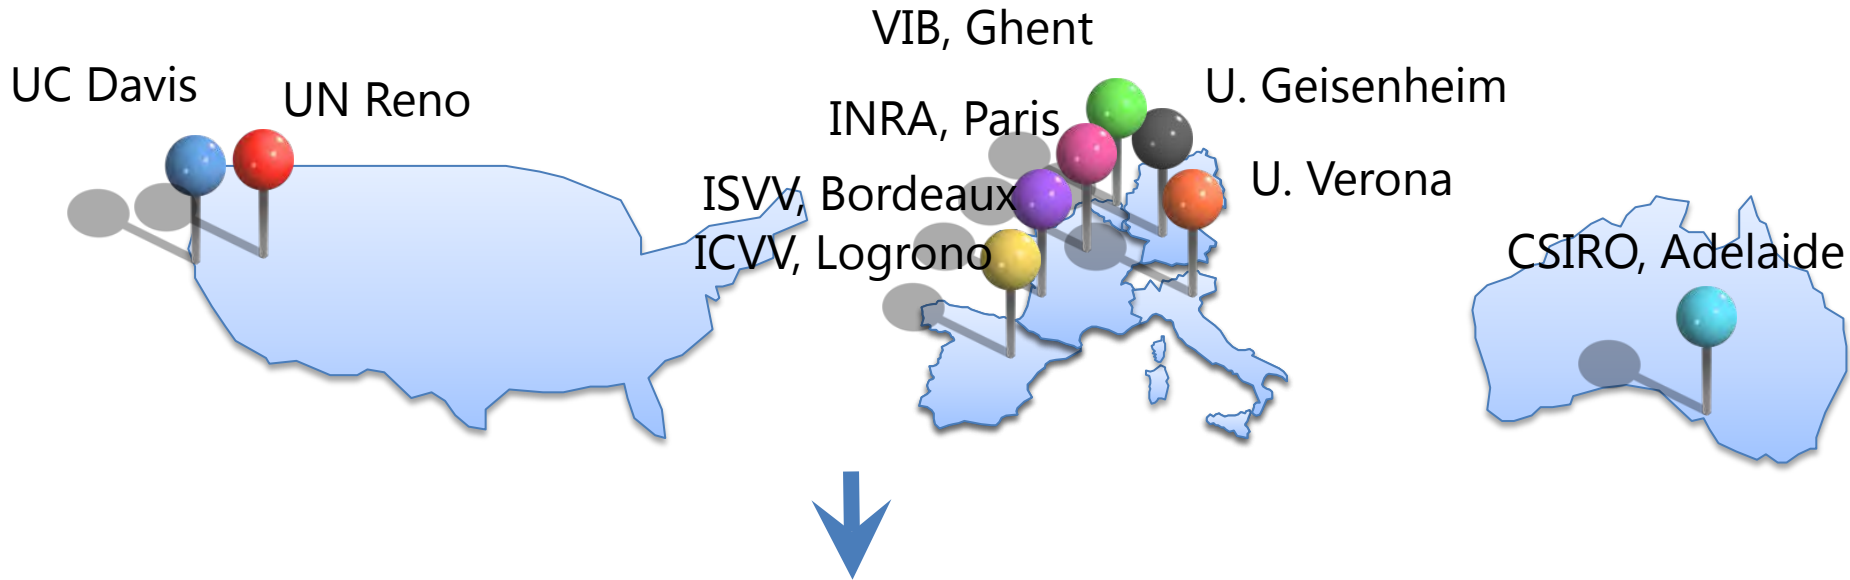 VIB, Ghent
UC Davis
UN Reno
U. Geisenheim
INRA, Paris
ISVV, Bordeaux
U. Verona
ICVV, Logrono
CSIRO, Adelaide